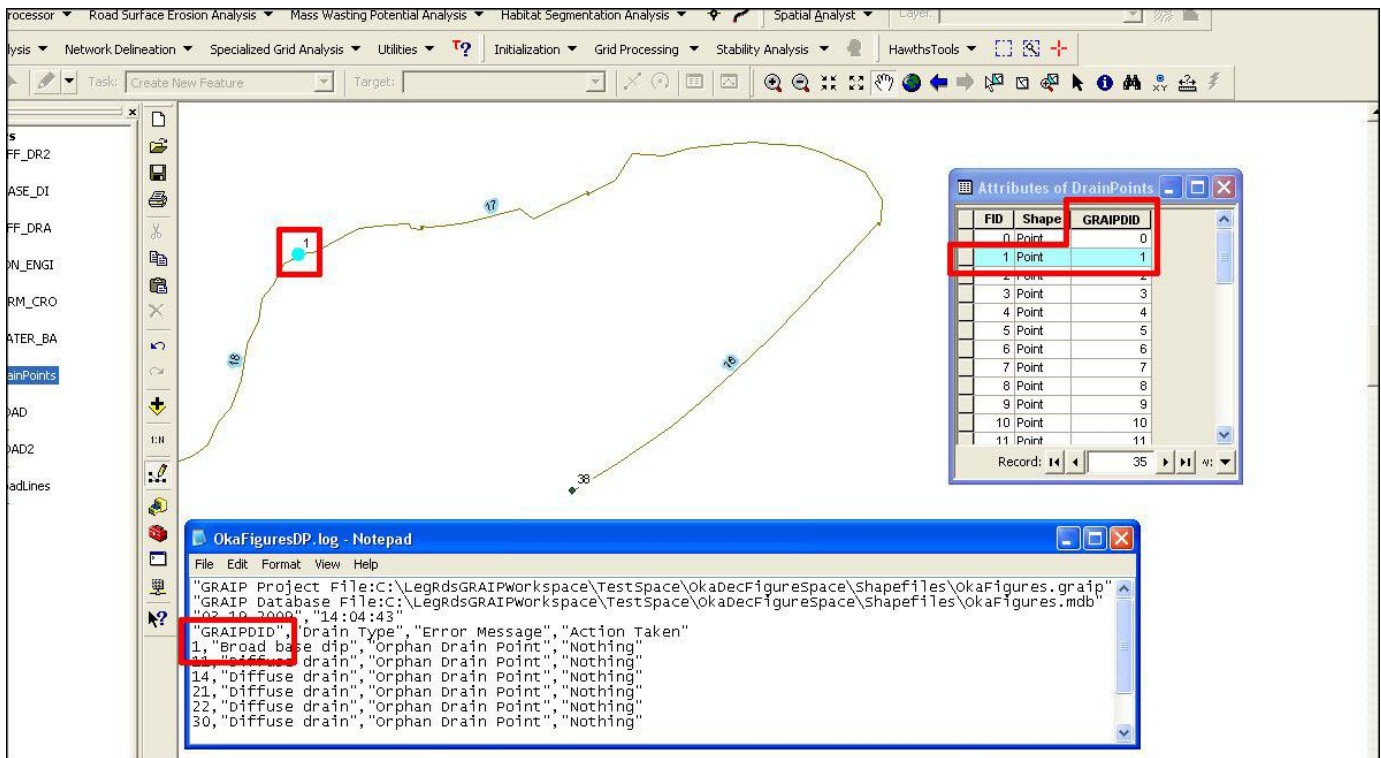 rocessor Road Surface Erosion Analysis Mass Wasting Potential Analysis Habitat Segmentation Analysis Spatial Analyst Layer:
lysis Network Delineation Specialized Grid Analysis Utilities T? Initialization Grid Processing Stability Analysis HawthsTools
Task: Create New Feature Target:
s
FF_DR2
ASE_DI
FF_DRA
ON_ENGI
RM_CRO
ATER_BA
ainPoints
OAD
OAD2
adLines
1:N
17
1
18
16
38
Attributes of DrainPoints
FID Shape GRAIPDID
0 Point 0
1 Point 1
2 Point 2
3 Point 3
4 Point 4
5 Point 5
6 Point 6
7 Point 7
8 Point 8
9 Point 9
10 Point 10
11 Point 11
Record: 35
OkaFiguresDP.log - Notepad
File Edit Format View Help
"GRAIP Project File:C:\LegRdsGRAIPWorkspace\TestSpace\OkaDecFigureSpace\Shapefiles\OkaFigures.graip"
"GRAIP Database File:C:\LegRdsGRAIPWorkspace\TestSpace\OkaDecFigureSpace\Shapefiles\OkaFigures.mdb"
"14:04:43"
"GRAIPDID","Drain Type","Error Message","Action Taken"
1,"Broad base dip","Orphan Drain Point","Nothing"
11,"Diffuse drain","Orphan Drain Point","Nothing"
14,"Diffuse drain","Orphan Drain Point","Nothing"
21,"Diffuse drain","Orphan Drain Point","Nothing"
22,"Diffuse drain","Orphan Drain Point","Nothing"
30,"Diffuse drain","Orphan Drain Point","Nothing"